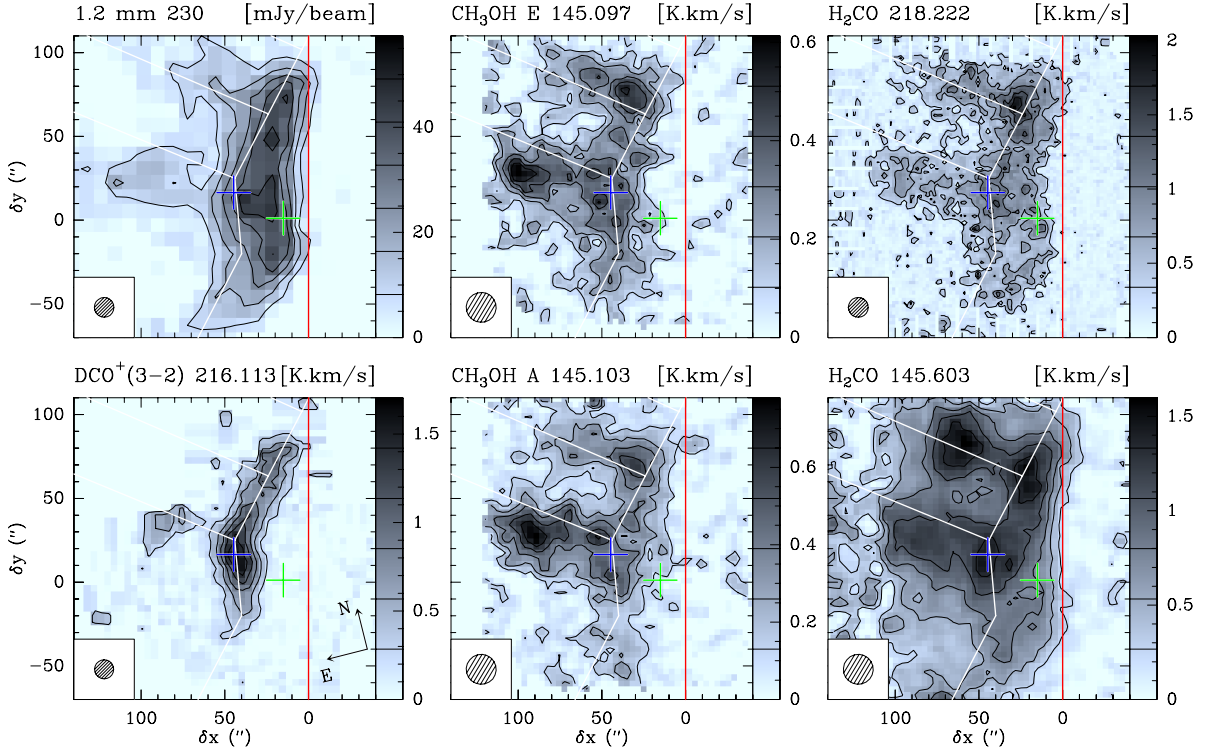 1.2 mm 230 [mJy/beam]
CH₃OH E 145.097 [K.km/s]
H₂CO 218.222 [K.km/s]
100
50
0
−50
δy (″)
40
20
0
0.6
0.4
0.2
0
2
1.5
1
0.5
0
DCO⁺(3−2) 216.113[K.km/s]
CH₃OH A 145.103 [K.km/s]
H₂CO 145.603 [K.km/s]
100
50
0
−50
δy (″)
N
E
1.5
1
0.5
0
0.6
0.4
0.2
0
1.5
1
0.5
0
100 50 0
100 50 0
100 50 0
δx (″)
δx (″)
δx (″)